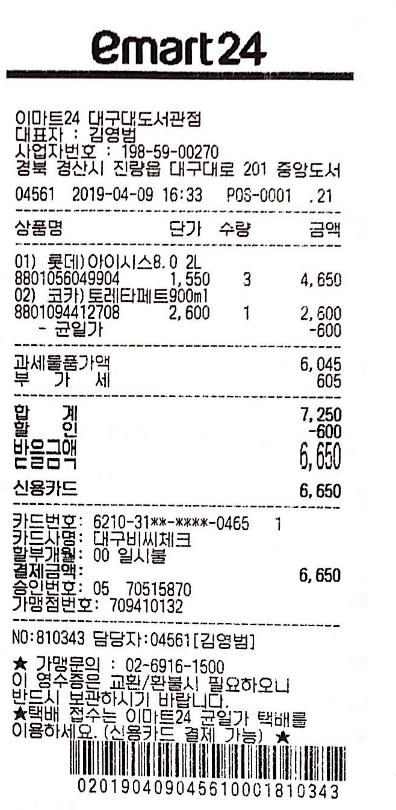 emart24
이마트24 대구대도서관점
대표자 : 김영범
사업자번호 : 198-59-00270
경북 경산시 진량읍 대구대로 201 중앙도서
04561 2019-04-09 16:33 POS-0001 .21
상품명 단가 수량 금액
01) 롯데)아이시스8.0 2L
8801056049904 1,550 3 4,650
02) 코카)토레타페트900ml
8801094412708 2,600 1 2,600
- 균일가 -600
과세물품가액 6,045
부 가 세 605
합 계 7,250
할 인 -600
받을금액 6,650
신용카드 6,650
카드번호: 6210-31**-****-0465 1
카드사명: 대구비씨체크
할부개월: 00 일시불
결제금액: 6,650
승인번호: 05 70515870
가맹점번호: 709410132
NO:810343 담당자:04561[김영범]
★ 가맹문의 : 02-6916-1500
이 영수증은 교환/환불시 필요하오니
반드시 보관하시기 바랍니다.
★택배 접수는 이마트24 균일가 택배를
이용하세요. (신용카드 결제 가능) ★
020190409045610001810343